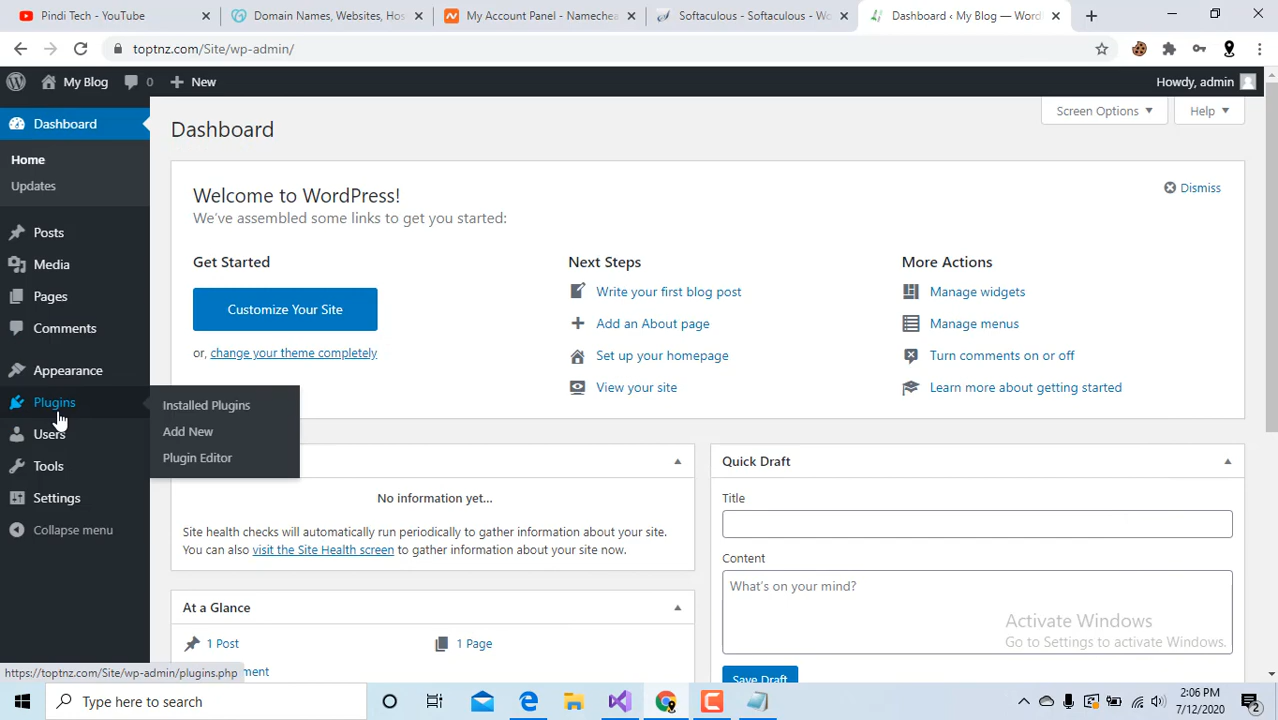 Pindi Tech - YouTube
Domain Names, Websites, Hos
My Account Panel - Namechea
Softaculous - Softaculous - Wo
Dashboard ‹ My Blog — Word
toptnz.com/Site/wp-admin/
My Blog
0
New
Howdy, admin
Dashboard
Home
Updates
Posts
Media
Pages
Comments
Appearance
Plugins
Users
Tools
Settings
Collapse menu
Installed Plugins
Add New
Plugin Editor
Dashboard
Screen Options
Help
Welcome to WordPress!
We've assembled some links to get you started:
Dismiss
Get Started
Customize Your Site
or, change your theme completely
Next Steps
Write your first blog post
Add an About page
Set up your homepage
View your site
More Actions
Manage widgets
Manage menus
Turn comments on or off
Learn more about getting started
No information yet...
Site health checks will automatically run periodically to gather information about your site.
You can also visit the Site Health screen to gather information about your site now.
At a Glance
1 Post
1 Page
Quick Draft
Title
Content
What's on your mind?
Save Draft
Activate Windows
Go to Settings to activate Windows.
https://toptnz.com/Site/wp-admin/plugins.php
Type here to search
2:06 PM
7/12/2020
2